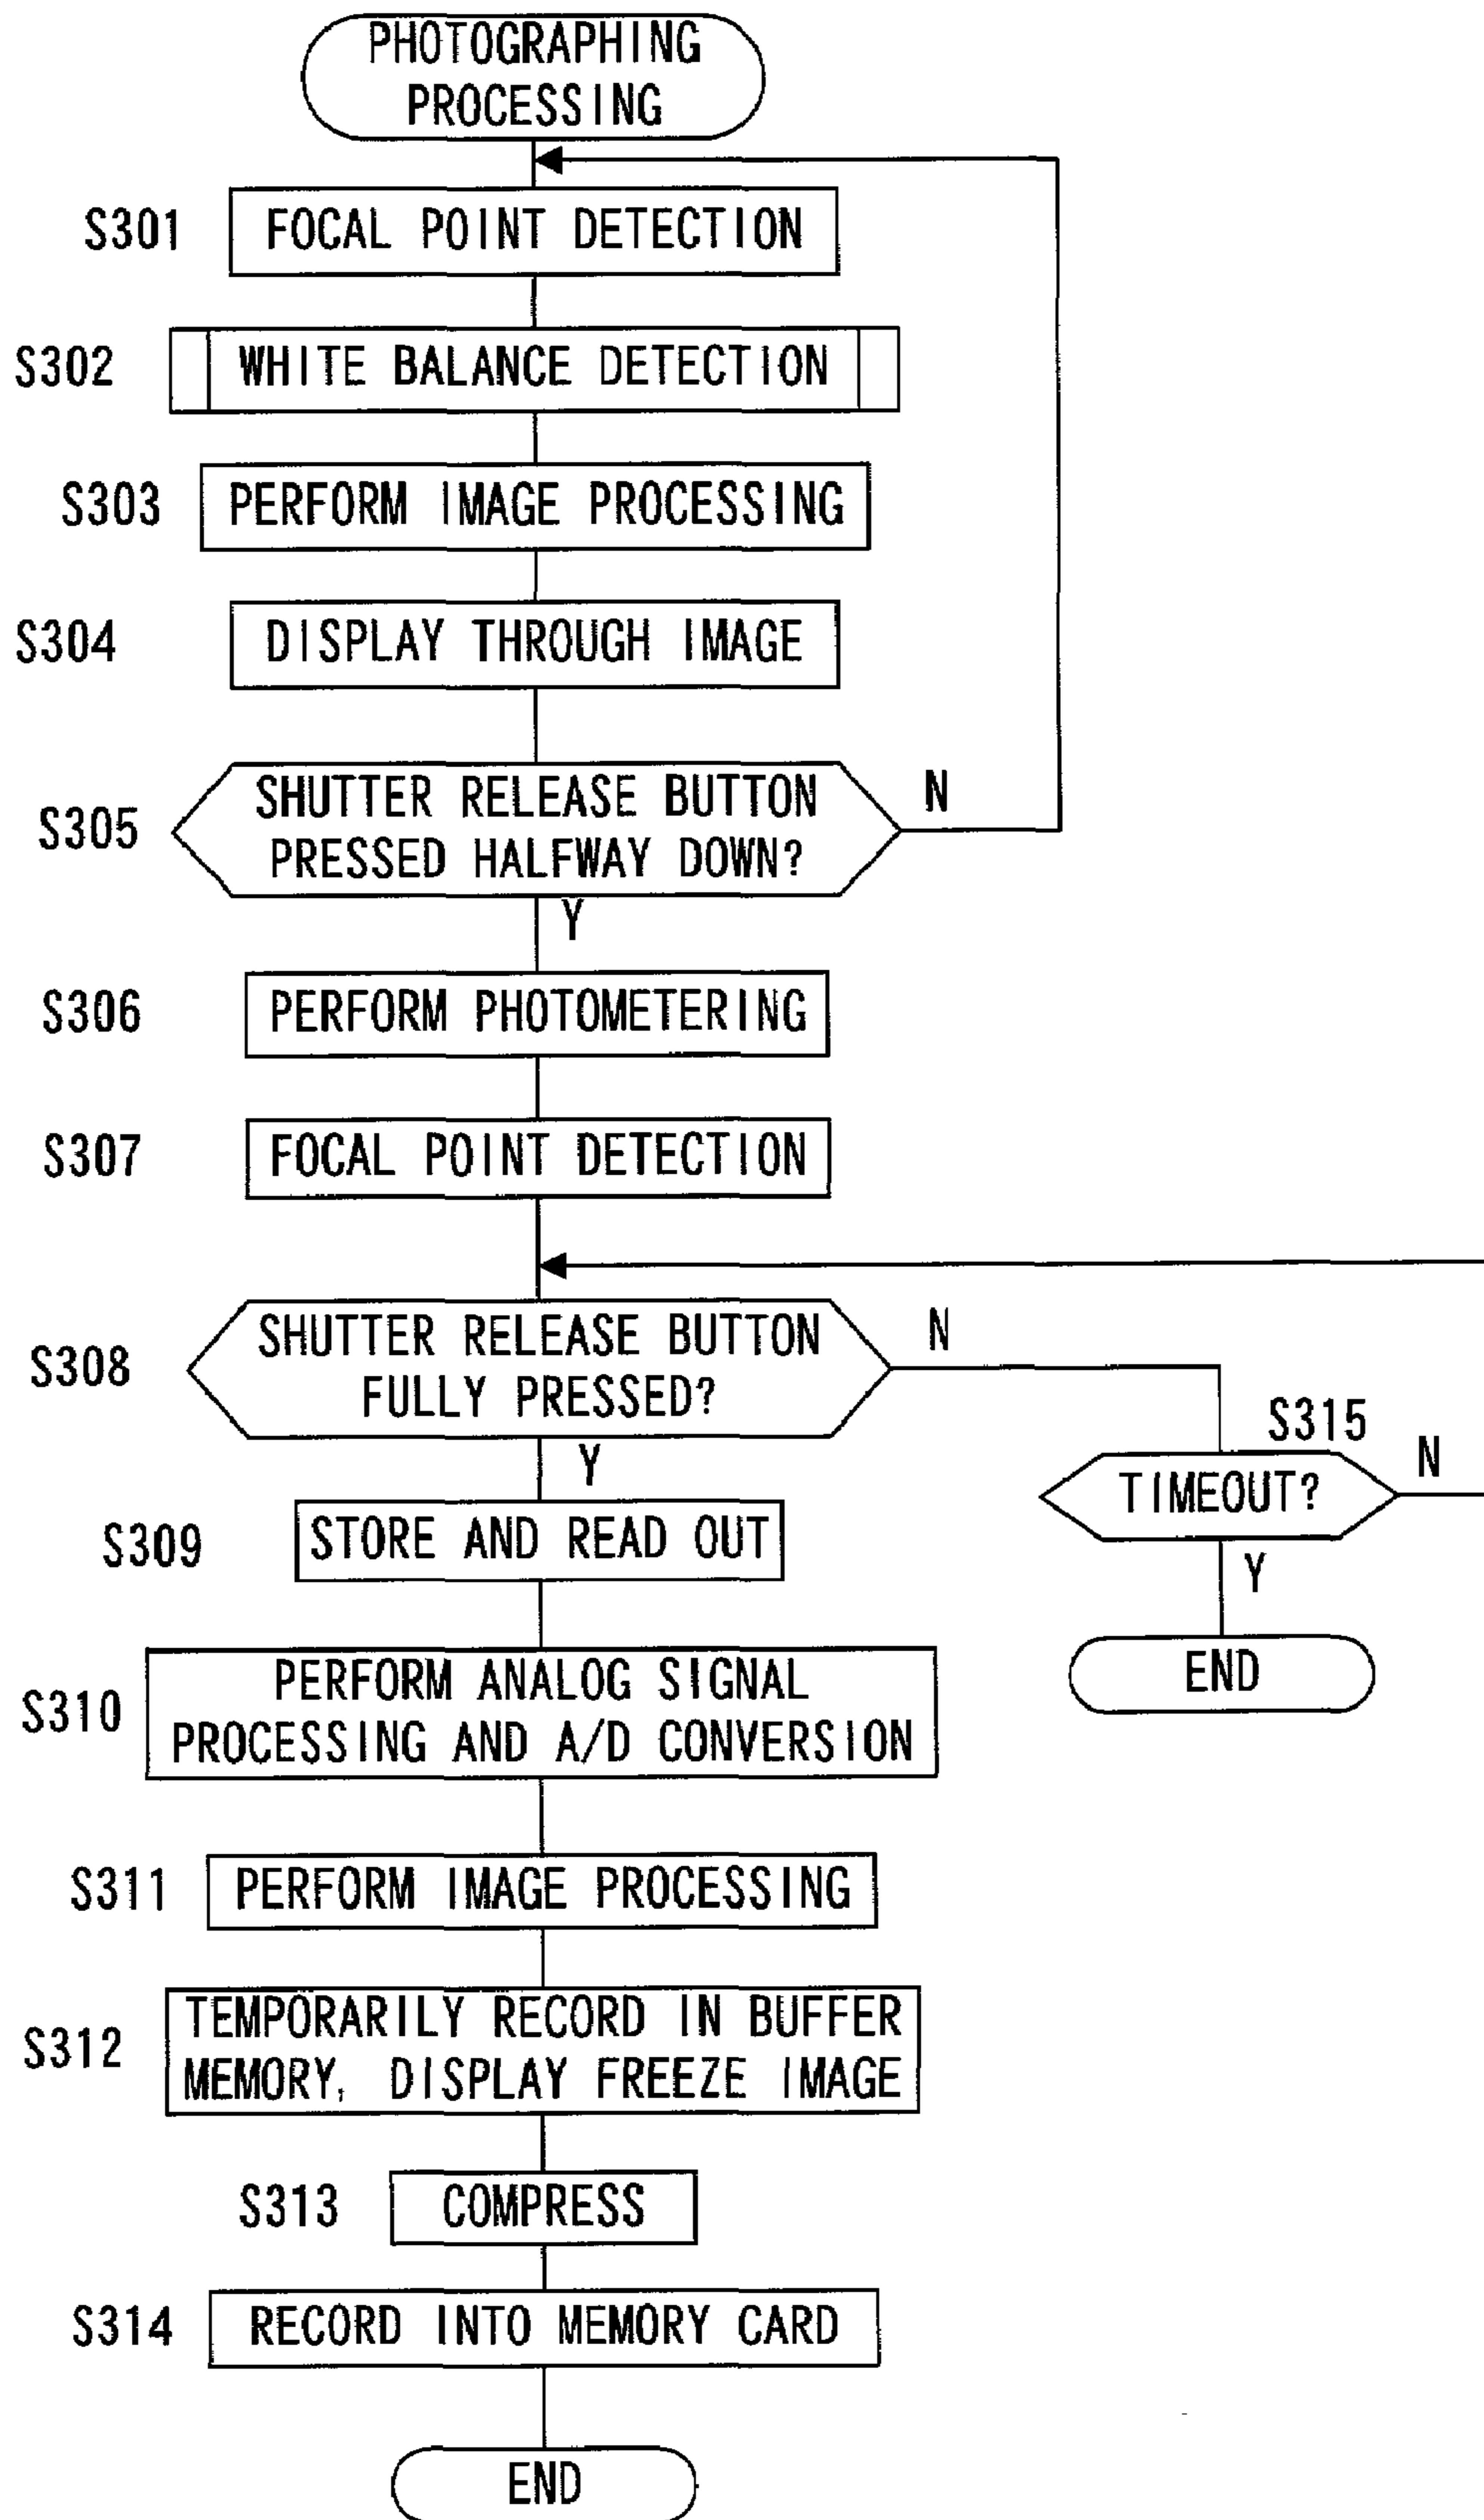 PHOTOGRAPHING
PROCESSING
S301
FOCAL POINT DETECTION
S302
WHITE BALANCE DETECTION
S303
PERFORM IMAGE PROCESSING
S304
DISPLAY THROUGH IMAGE
S305
SHUTTER RELEASE BUTTON
PRESSED HALFWAY DOWN?
N
Y
S306
PERFORM PHOTOMETERING
S307
FOCAL POINT DETECTION
S308
SHUTTER RELEASE BUTTON
FULLY PRESSED?
N
Y
S315
TIMEOUT?
N
Y
END
S309
STORE AND READ OUT
S310
PERFORM ANALOG SIGNAL
PROCESSING AND A/D CONVERSION
S311
PERFORM IMAGE PROCESSING
S312
TEMPORARILY RECORD IN BUFFER
MEMORY, DISPLAY FREEZE IMAGE
S313
COMPRESS
S314
RECORD INTO MEMORY CARD
END